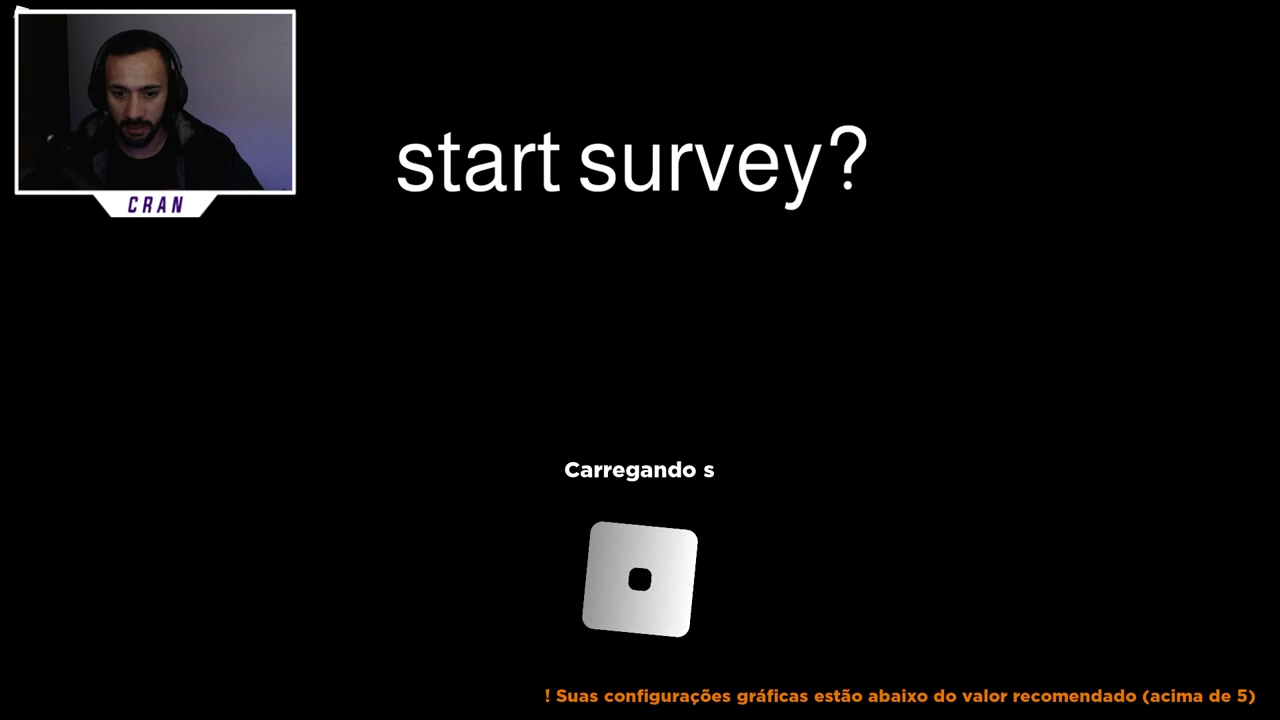 start survey?
CRAN
Carregando s
! Suas configurações gráficas estão abaixo do valor recomendado (acima de 5)